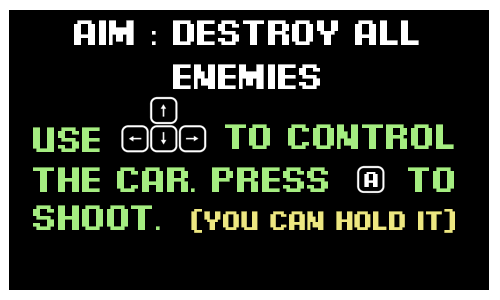 AIM : DESTROY ALL
ENEMIES
USE ↑ ← ↓ → TO CONTROL
THE CAR. PRESS A TO
SHOOT. (YOU CAN HOLD IT)